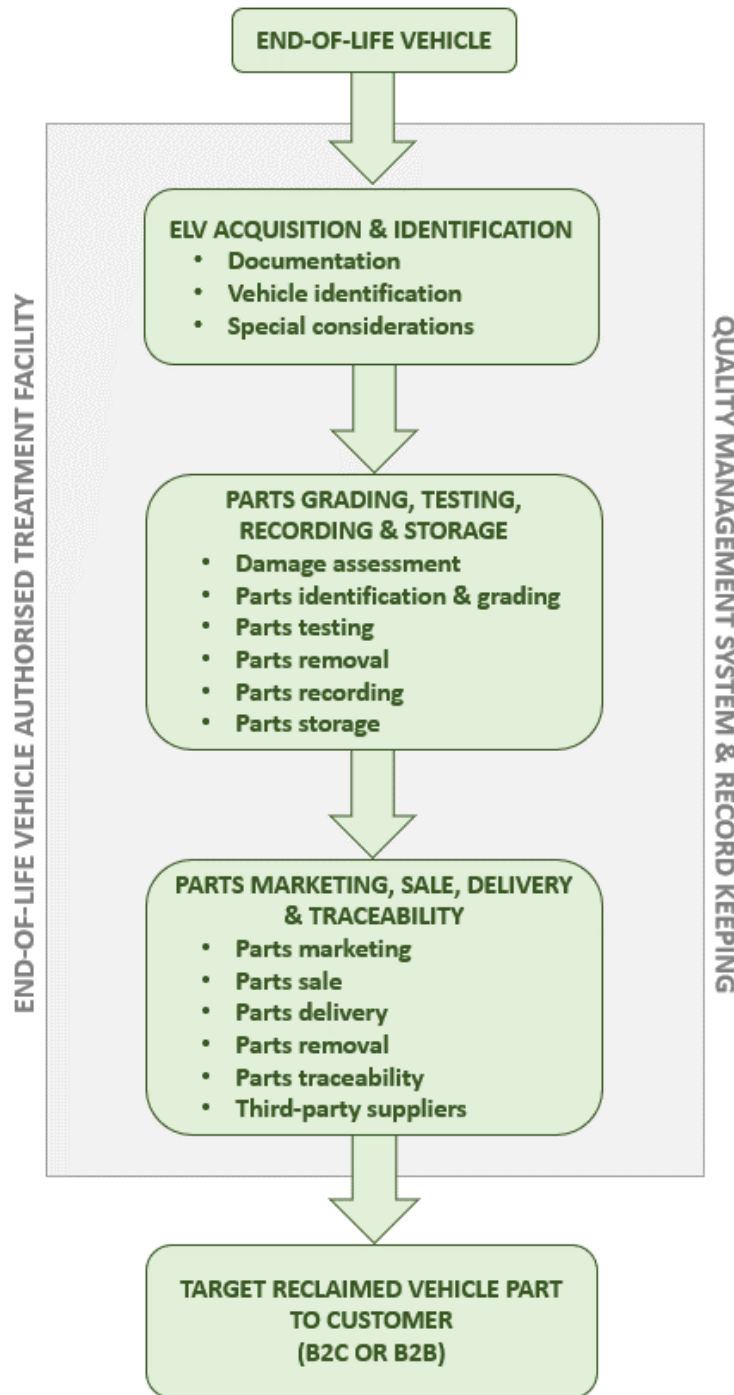 END-OF-LIFE VEHICLE
ELV ACQUISITION & IDENTIFICATION
• Documentation
• Vehicle identification
• Special considerations
END-OF-LIFE VEHICLE AUTHORISED TREATMENT FACILITY
QUALITY MANAGEMENT SYSTEM & RECORD KEEPING
PARTS GRADING, TESTING,
RECORDING & STORAGE
• Damage assessment
• Parts identification & grading
• Parts testing
• Parts removal
• Parts recording
• Parts storage
PARTS MARKETING, SALE, DELIVERY
& TRACEABILITY
• Parts marketing
• Parts sale
• Parts delivery
• Parts removal
• Parts traceability
• Third-party suppliers
TARGET RECLAIMED VEHICLE PART
TO CUSTOMER
(B2C OR B2B)